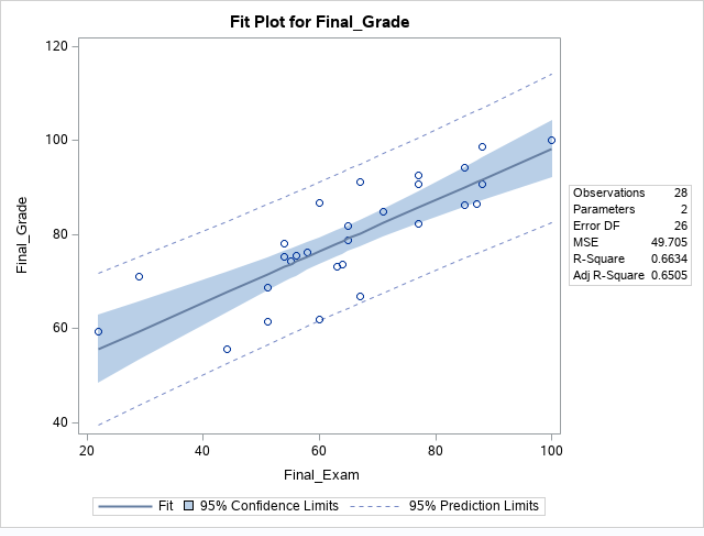 Fit Plot for Final_Grade
120
100
80
60
40
Final_Grade
20 40 60 80 100
Final_Exam
Observations 28
Parameters 2
Error DF 26
MSE 49.705
R-Square 0.6634
Adj R-Square 0.6505
Fit 95% Confidence Limits 95% Prediction Limits